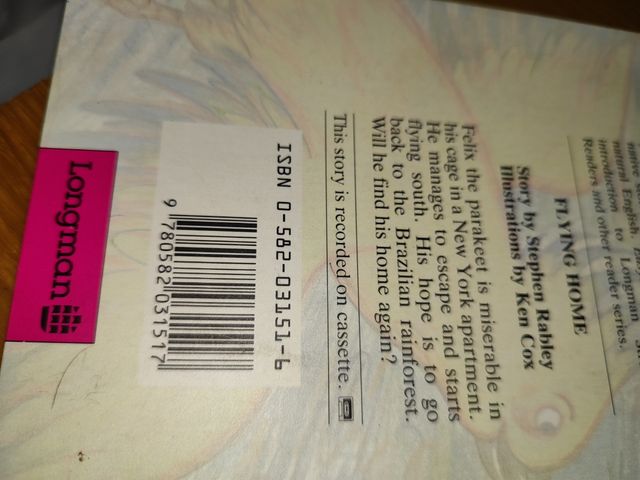 natural English
introduction to Longman
Readers and other reader series.
FLYING HOME
Story by Stephen Rabley
Illustrations by Ken Cox
Felix the parakeet is miserable in
his cage in a New York apartment.
He manages to escape and starts
flying south. His hope is to go
back to the Brazilian rainforest.
Will he find his home again?
This story is recorded on cassette.
ISBN 0-582-03151-6
9 780582 031517
Longman